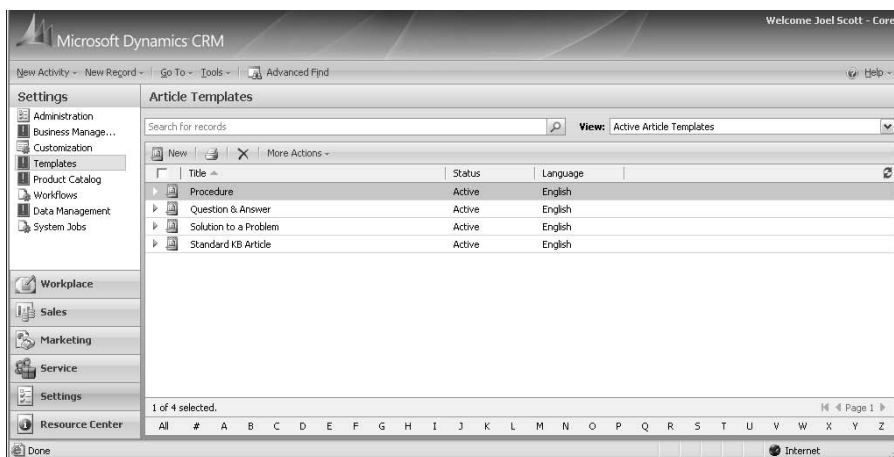 Welcome Joel Scott - Core
Microsoft Dynamics CRM
New Activity New Record Go To Tools Advanced Find Help
Settings
Administration
Business Manage...
Customization
Templates
Product Catalog
Workflows
Data Management
System Jobs
Workplace
Sales
Marketing
Service
Settings
Resource Center
Article Templates
Search for records View: Active Article Templates
New More Actions
Title Status Language
Procedure Active English
Question & Answer Active English
Solution to a Problem Active English
Standard KB Article Active English
1 of 4 selected. Page 1
All # A B C D E F G H I J K L M N O P Q R S T U V W X Y Z
Done Internet